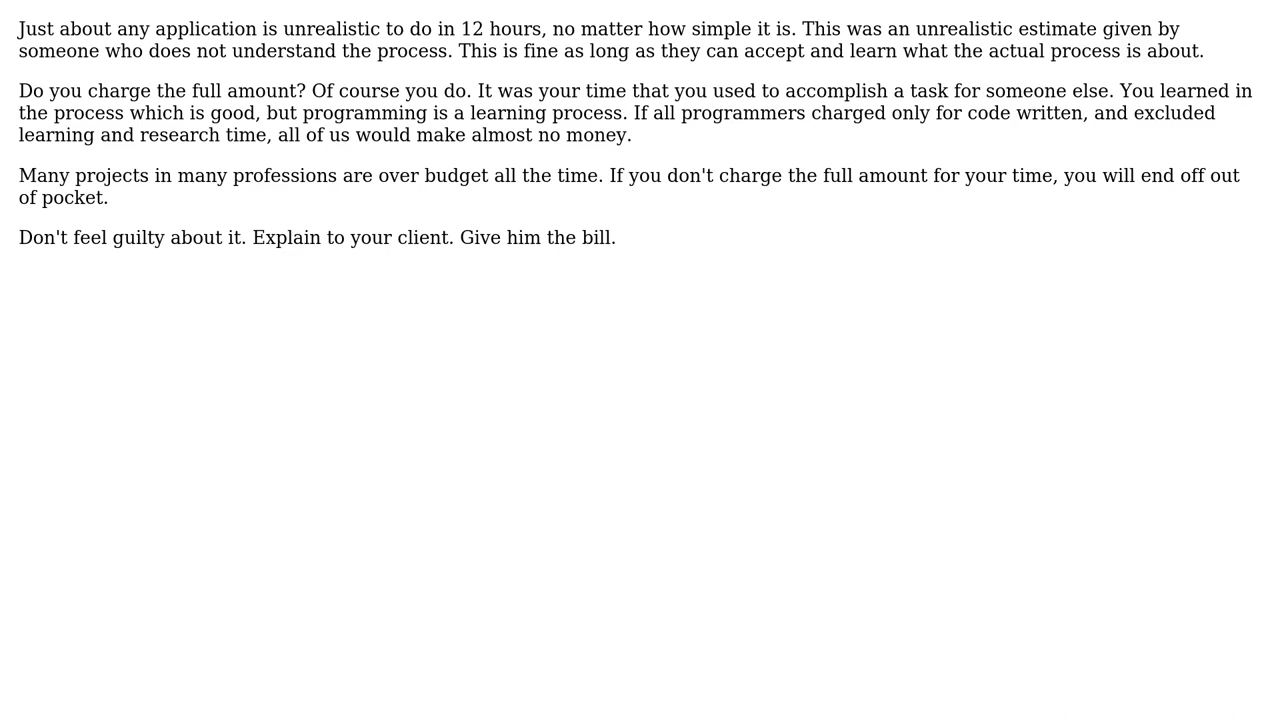 Just about any application is unrealistic to do in 12 hours, no matter how simple it is. This was an unrealistic estimate given by
someone who does not understand the process. This is fine as long as they can accept and learn what the actual process is about.
Do you charge the full amount? Of course you do. It was your time that you used to accomplish a task for someone else. You learned in
the process which is good, but programming is a learning process. If all programmers charged only for code written, and excluded
learning and research time, all of us would make almost no money.
Many projects in many professions are over budget all the time. If you don't charge the full amount for your time, you will end off out
of pocket.
Don't feel guilty about it. Explain to your client. Give him the bill.